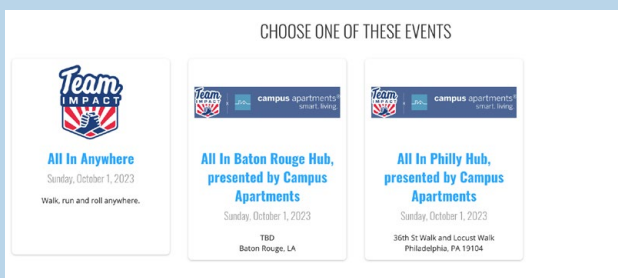 CHOOSE ONE OF THESE EVENTS
Team
IMPACT
All In Anywhere
Sunday, October 1, 2023
Walk, run and roll anywhere.
Team
IMPACT
campus apartments®
smart. living.
All In Baton Rouge Hub,
presented by Campus
Apartments
Sunday, October 1, 2023
TBD
Baton Rouge, LA
Team
IMPACT
campus apartments®
smart. living.
All In Philly Hub,
presented by Campus
Apartments
Sunday, October 1, 2023
36th St Walk and Locust Walk
Philadelphia, PA 19104